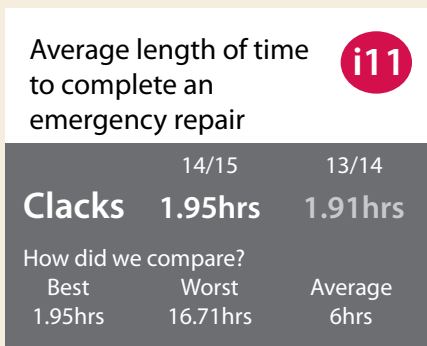 Average length of time
to complete an
emergency repair
i11
14/15 13/14
Clacks 1.95hrs 1.91hrs
How did we compare?
Best Worst Average
1.95hrs 16.71hrs 6hrs